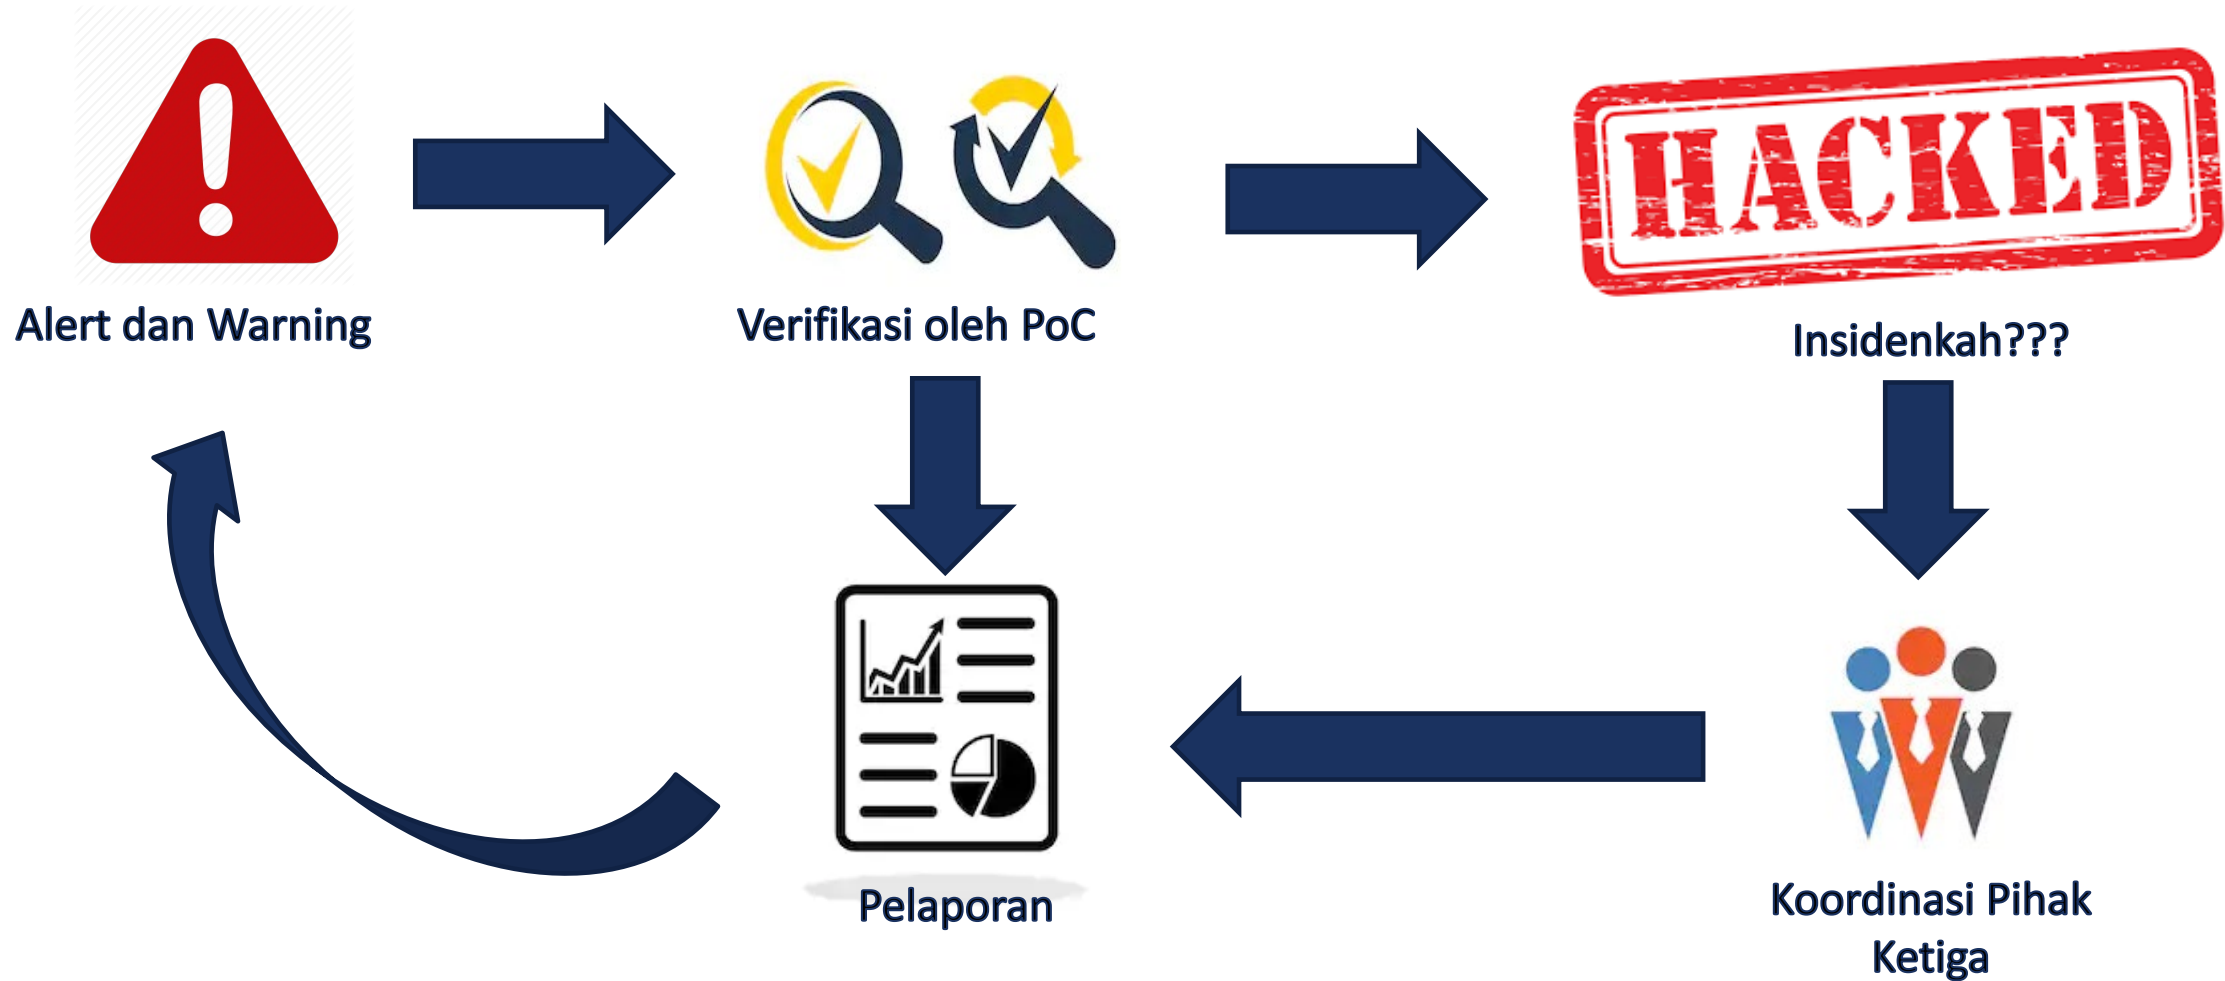 HACKED
Alert dan Warning
Verifikasi oleh PoC
Insidenkah???
Pelaporan
Koordinasi Pihak
Ketiga